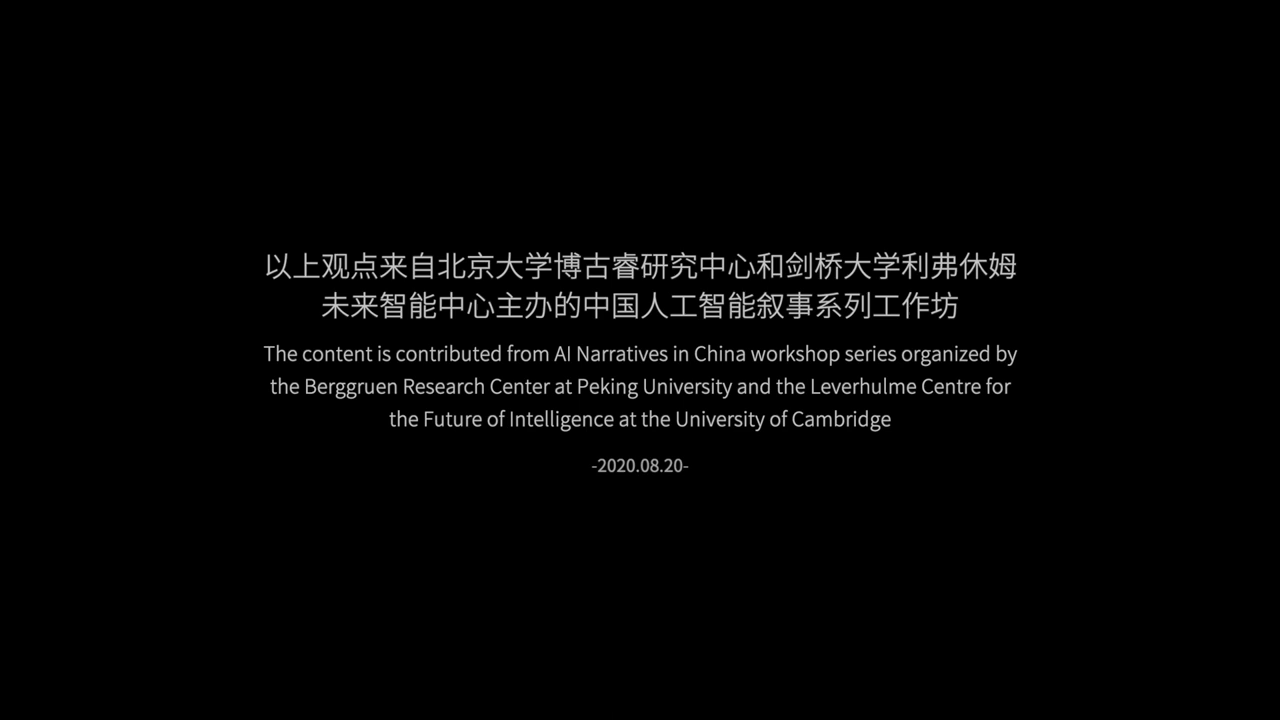 以上观点来自北京大学博古睿研究中心和剑桥大学利弗休姆
未来智能中心主办的中国人工智能叙事系列工作坊
The content is contributed from AI Narratives in China workshop series organized by
the Berggruen Research Center at Peking University and the Leverhulme Centre for
the Future of Intelligence at the University of Cambridge
-2020.08.20-